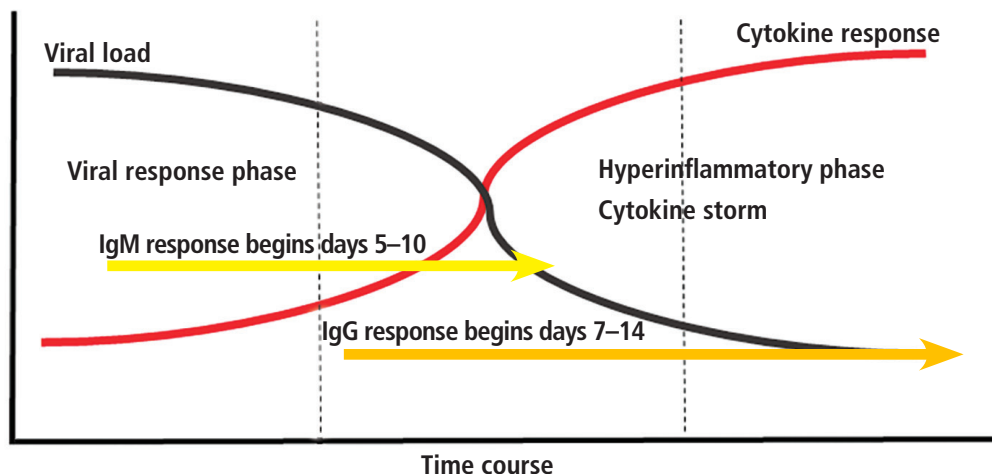 Viral load
Cytokine response
Viral response phase
Hyperinflammatory phase
Cytokine storm
IgM response begins days 5–10
IgG response begins days 7–14
Time course